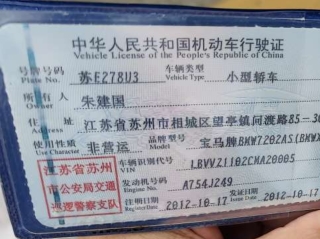 中华人民共和国机动车行驶证
Vehicle License of the People's Republic of China
号牌号码 苏E278U3 车辆类型 小型轿车
Plate No. Vehicle Type
所有人 朱建国
Owner
住址 江苏省苏州市相城区望亭镇问渡路85-30
Address
使用性质 非营运 品牌型号 宝马牌BMW7202AS(BMWX
Use Character Model
江苏省苏州市公安局交通巡逻警察支队
车辆识别代号 LBVVZ1102CMA20005
VIN
发动机号码 A754J249
Engine No.
注册日期 2012-10-17 发证日期 2012-10-17